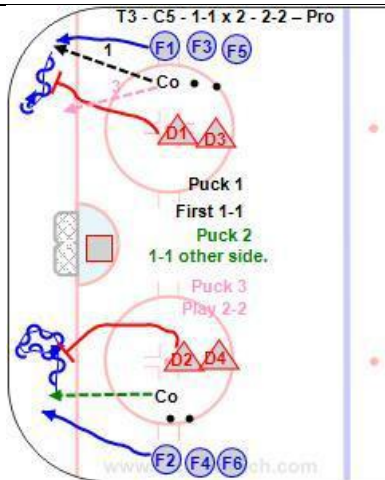 T3 - C5 - 1-1 x 2 - 2-2 – Pro
F1 F3 F5
1
Co
3
D1 D3
Puck 1
First 1-1
Puck 2
1-1 other side.
Puck 3
Play 2-2
D2 D4
Co
F2 F4 F6